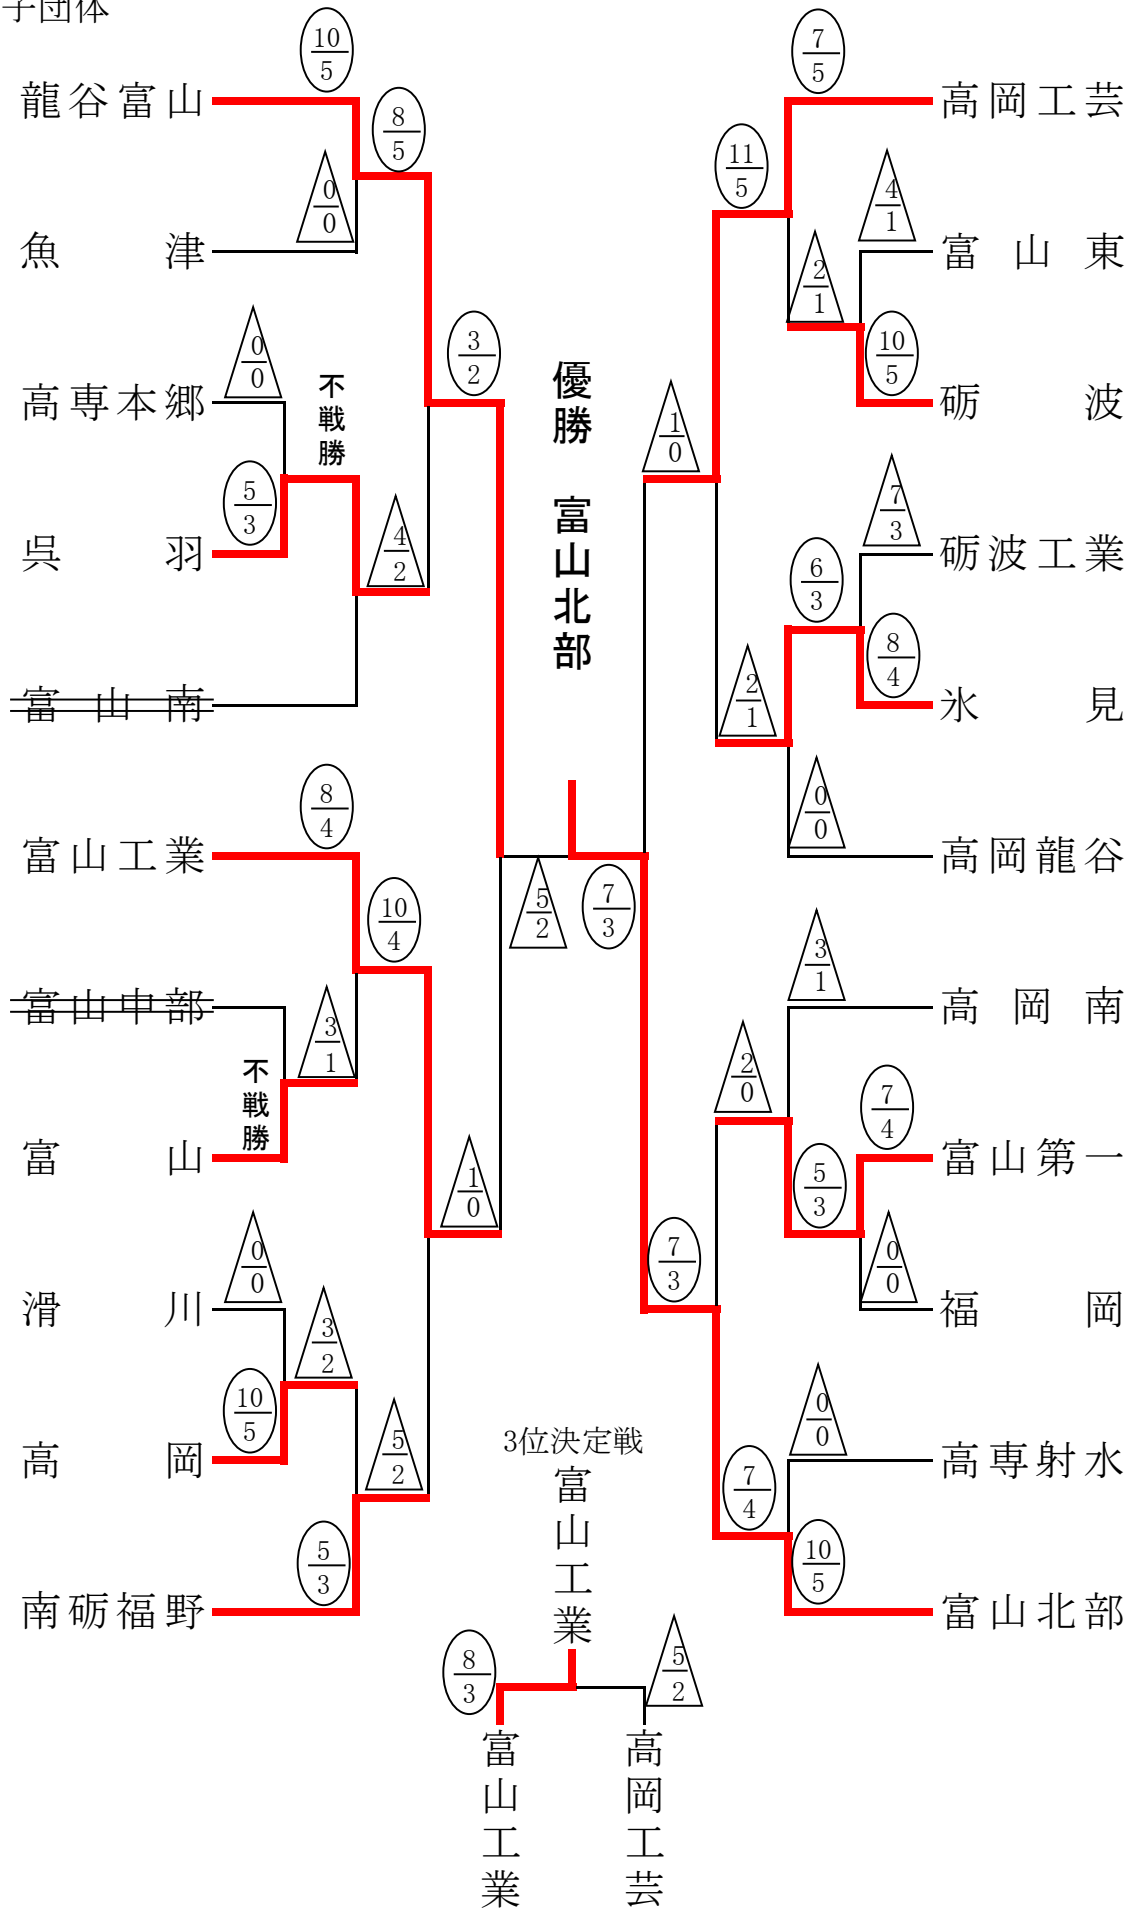 子団体
龍谷富山
10
5
8
5
魚津
0
0
高専本郷
0
0
不戦勝
呉羽
5
3
4
2
富山南
3
2
富山工業
8
4
10
4
富山中部
3
1
不戦勝
富山
1
0
滑川
0
0
3
2
高岡
10
5
5
2
南砺福野
5
3
優勝 富山北部
5
2
7
3
高岡工芸
7
5
11
5
富山東
4
1
2
1
砺波
10
5
1
0
砺波工業
7
3
6
3
氷見
8
4
2
1
高岡龍谷
0
0
高岡南
3
1
2
0
富山第一
7
4
5
3
福岡
0
0
7
3
高専射水
0
0
7
4
富山北部
10
5
3位決定戦
富山工業
8
3
5
2
富山工業
高岡工芸